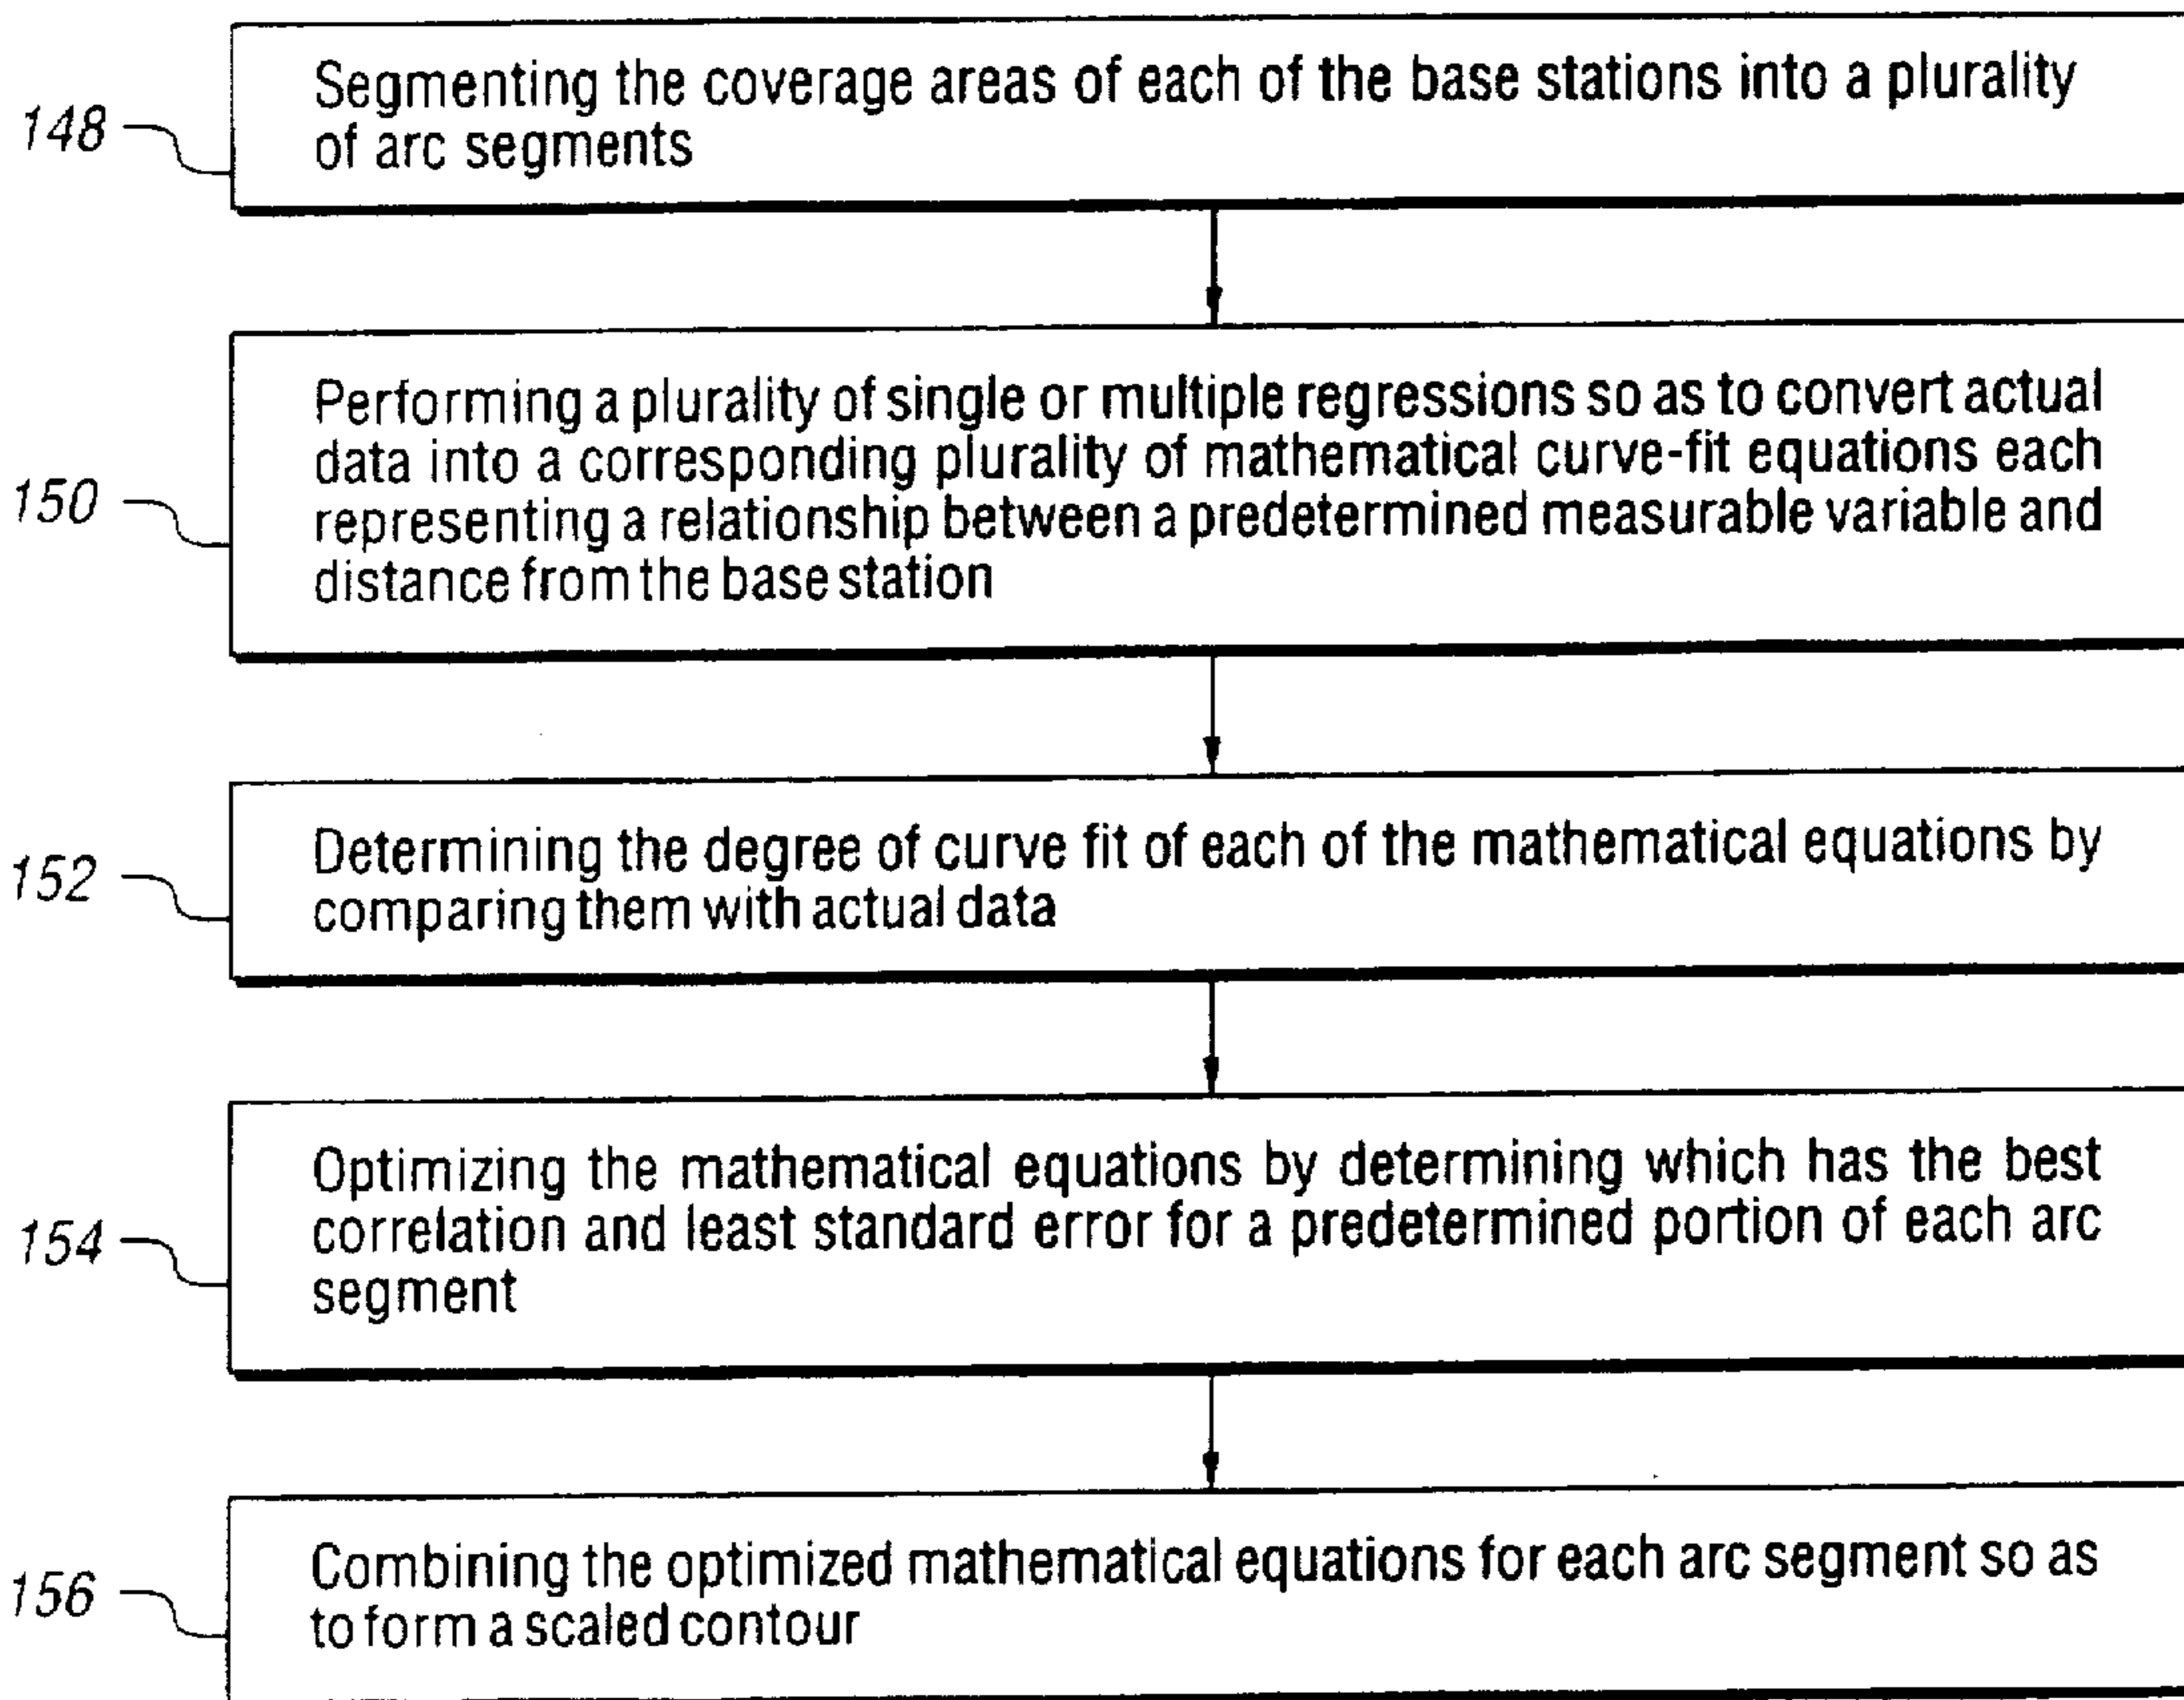 Segmenting the coverage areas of each of the base stations into a plurality
of arc segments
148
Performing a plurality of single or multiple regressions so as to convert actual
data into a corresponding plurality of mathematical curve-fit equations each
representing a relationship between a predetermined measurable variable and
distance from the base station
150
Determining the degree of curve fit of each of the mathematical equations by
comparing them with actual data
152
Optimizing the mathematical equations by determining which has the best
correlation and least standard error for a predetermined portion of each arc
segment
154
Combining the optimized mathematical equations for each arc segment so as
to form a scaled contour
156